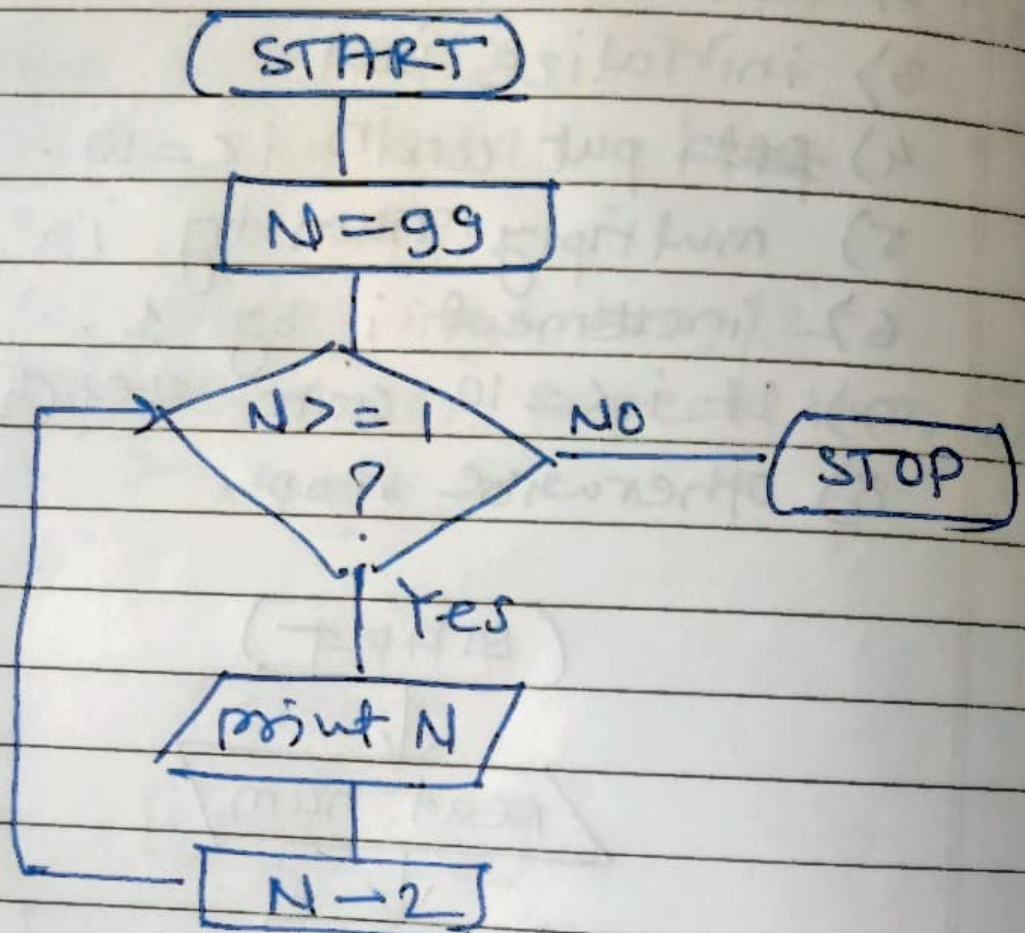 START
N=99
N>= 1
?
NO
STOP
Yes
print N
N-2